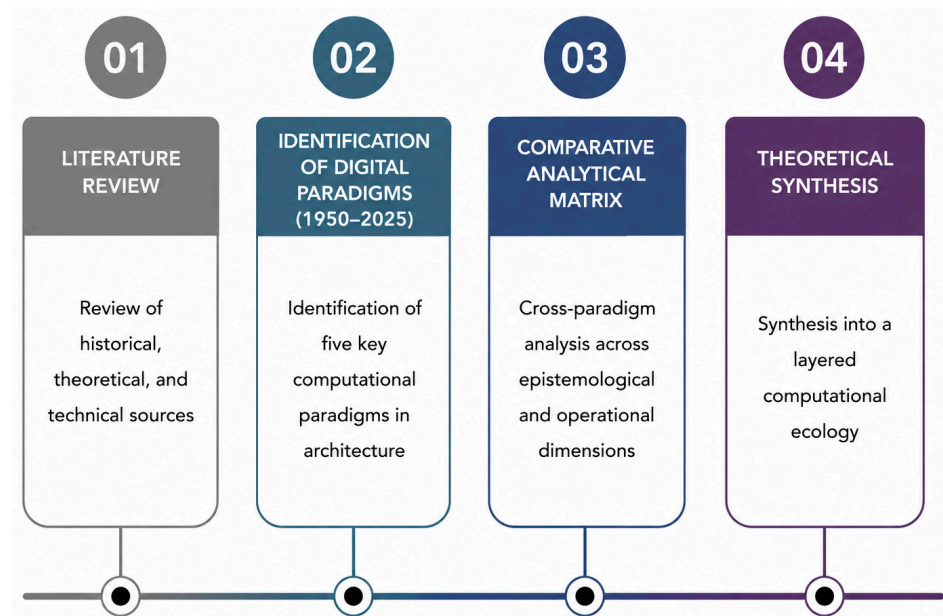 01
LITERATURE
REVIEW
Review of
historical,
theoretical, and
technical sources
02
IDENTIFICATION
OF DIGITAL
PARADIGMS
(1950–2025)
Identification of
five key
computational
paradigms in
architecture
03
COMPARATIVE
ANALYTICAL
MATRIX
Cross-paradigm
analysis across
epistemological
and operational
dimensions
04
THEORETICAL
SYNTHESIS
Synthesis into a
layered
computational
ecology